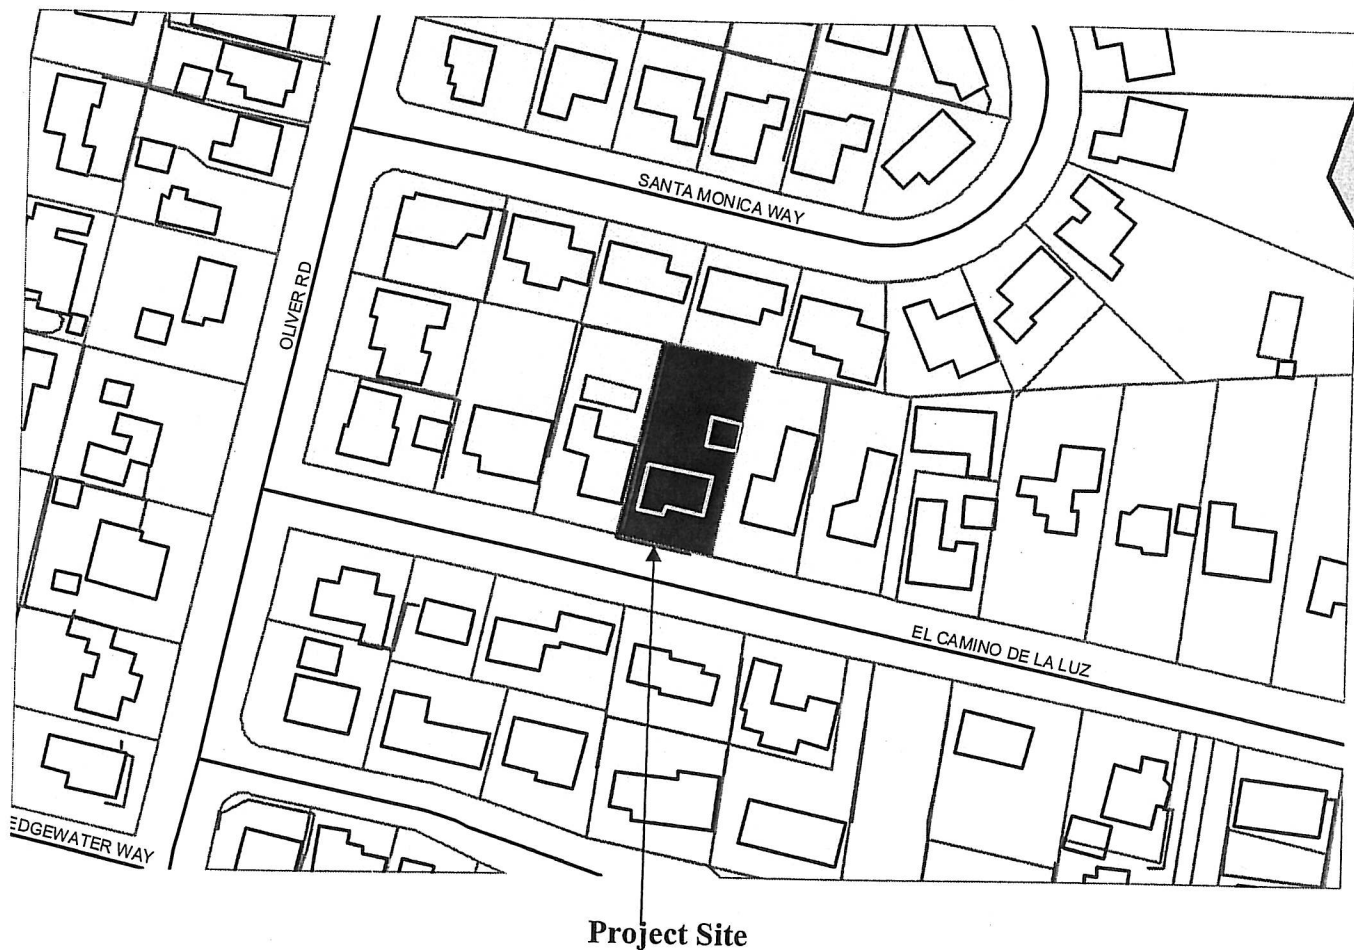 SANTA MONICA WAY
OLIVER RD
EL CAMINO DE LA LUZ
EDGEWATER WAY
Project Site